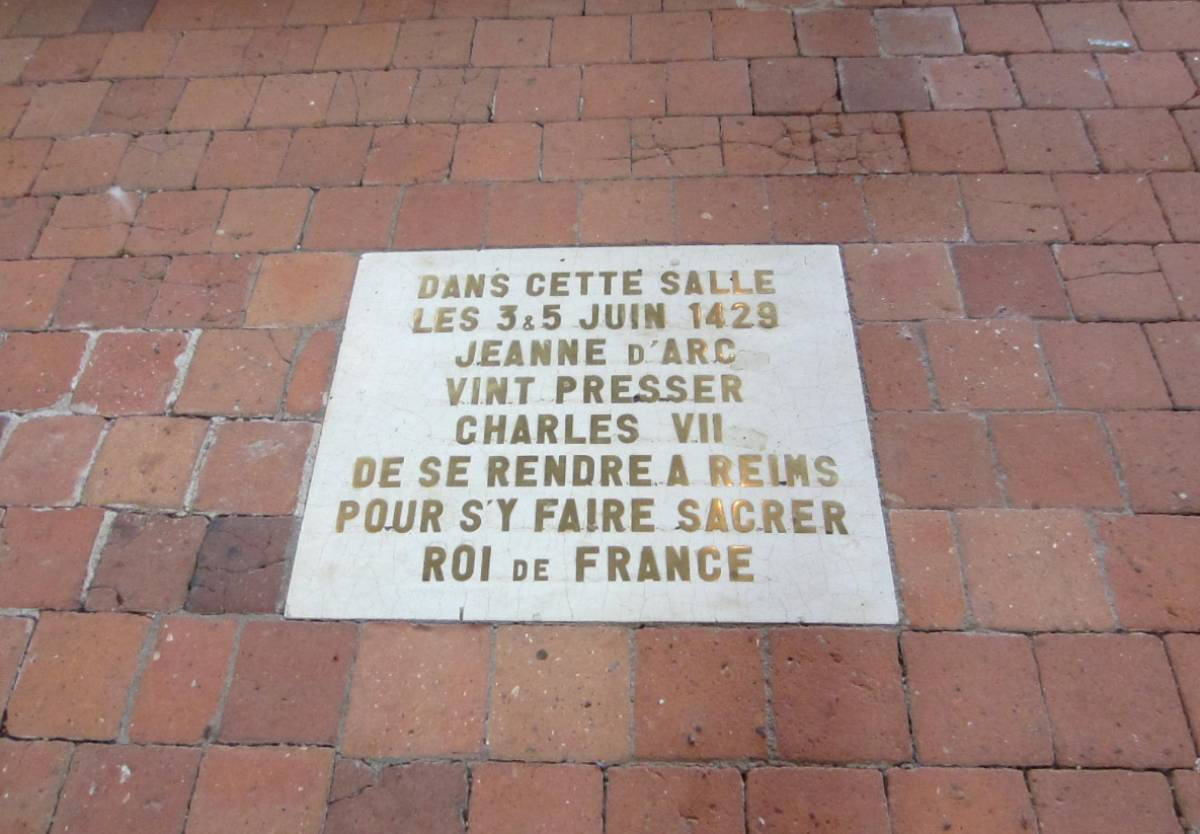 DANS CETTE SALLE
LES 3 & 5 JUIN 1429
JEANNE D'ARC
VINT PRESSER
CHARLES VII
DE SE RENDRE A REIMS
POUR S'Y FAIRE SACRER
ROI DE FRANCE